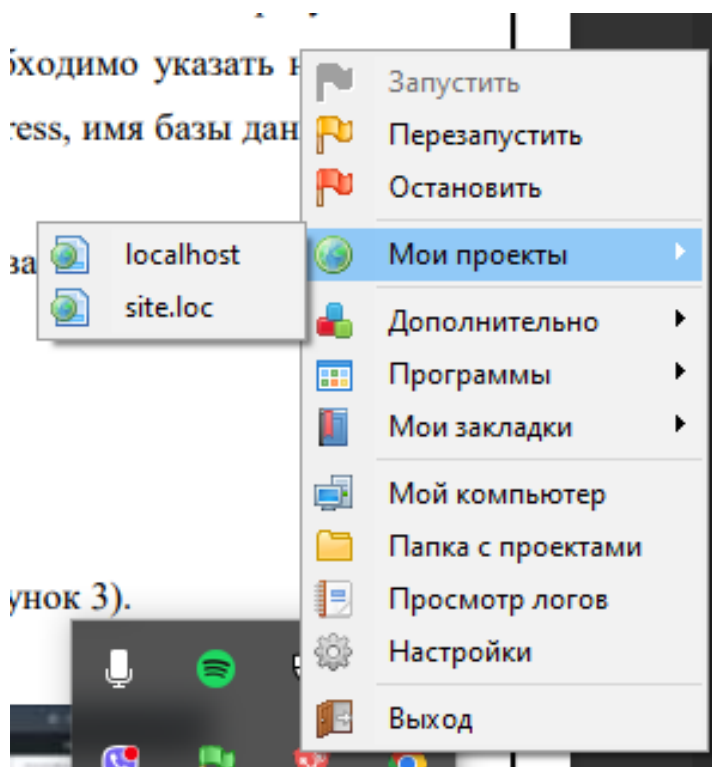 ходимо указать
ress, имя базы дан
за
унок 3).
Запустить
Перезапустить
Остановить
Мои проекты
localhost
site.loc
Дополнительно
Программы
Мои закладки
Мой компьютер
Папка с проектами
Просмотр логов
Настройки
Выход